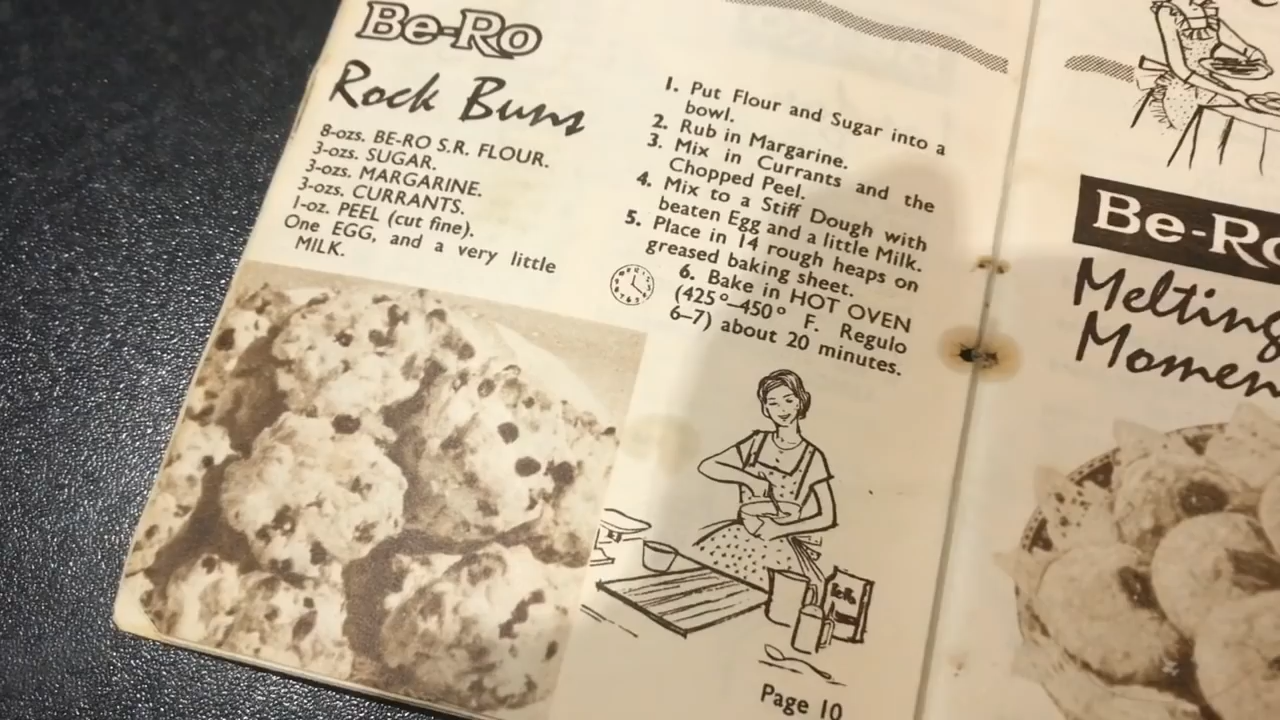 Be-Ro
Rock Buns
8-ozs. BE-RO S.R. FLOUR.
3-ozs. SUGAR.
3-ozs. MARGARINE.
3-ozs. CURRANTS.
1-oz. PEEL (cut fine).
One EGG, and a very little
MILK.
1. Put Flour and Sugar into a
bowl.
2. Rub in Margarine.
3. Mix in Currants and the
Chopped Peel.
4. Mix to a Stiff Dough with
beaten Egg and a little Milk.
5. Place in 14 rough heaps on
greased baking sheet.
6. Bake in HOT OVEN
(425°–450° F. Regulo
6–7) about 20 minutes.
Be-Ro
Page 10
Be-Ro
Melting
Momen